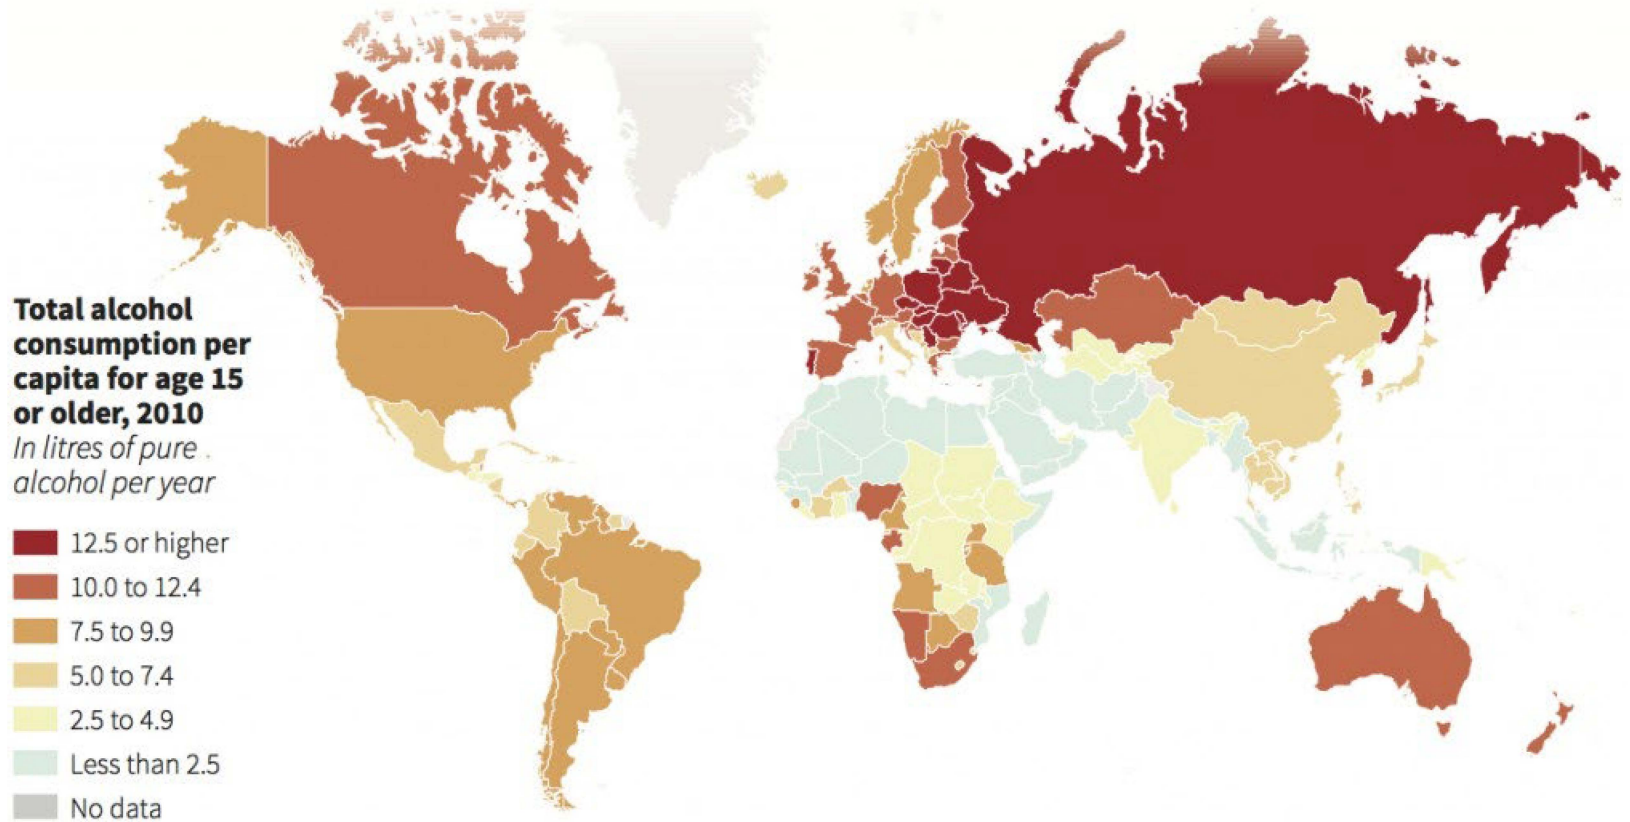 Total alcohol
consumption per
capita for age 15
or older, 2010
In litres of pure .
alcohol per year
12.5 or higher
10.0 to 12.4
7.5 to 9.9
5.0 to 7.4
2.5 to 4.9
Less than 2.5
No data